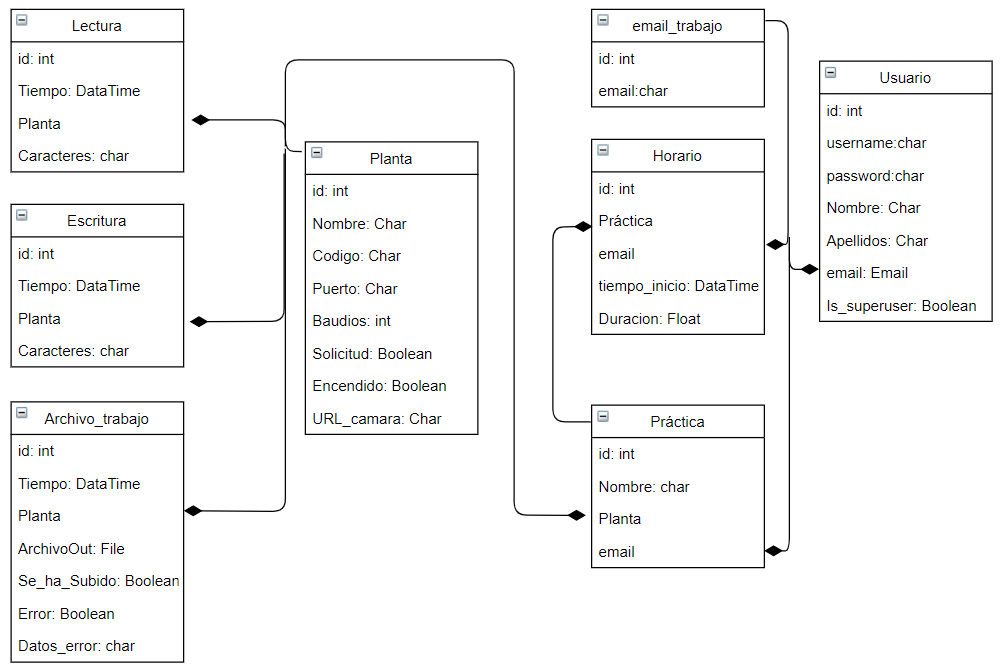 Lectura
id: int
Tiempo: DataTime
Planta
Caracteres: char
Escritura
id: int
Tiempo: DataTime
Planta
Caracteres: char
Archivo_trabajo
id: int
Tiempo: DataTime
Planta
ArchivoOut: File
Se_ha_Subido: Boolean
Error: Boolean
Datos_error: char
Planta
id: int
Nombre: Char
Codigo: Char
Puerto: Char
Baudios: int
Solicitud: Boolean
Encendido: Boolean
URL_camara: Char
email_trabajo
id: int
email:char
Horario
id: int
Práctica
email
tiempo_inicio: DataTime
Duracion: Float
Práctica
id: int
Nombre: char
Planta
email
Usuario
id: int
username:char
password:char
Nombre: Char
Apellidos: Char
email: Email
Is_superuser: Boolean